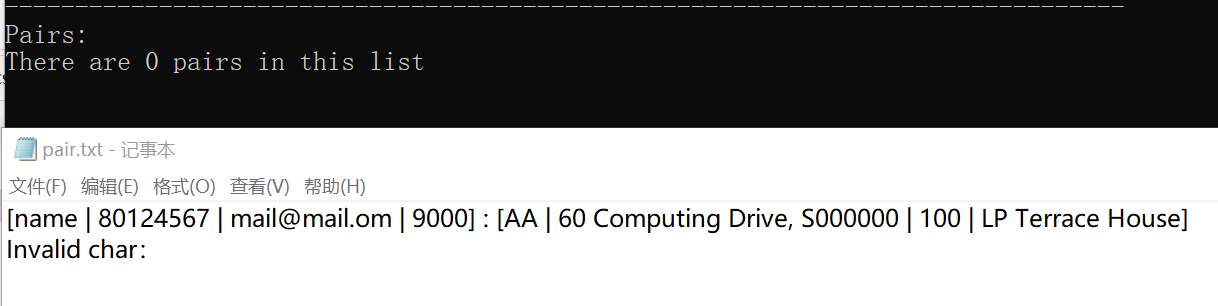 Pairs:
There are 0 pairs in this list
pair.txt - 记事本
文件(F) 编辑(E) 格式(O) 查看(V) 帮助(H)
[name | 80124567 | mail@mail.om | 9000] : [AA | 60 Computing Drive, S000000 | 100 | LP Terrace House]
Invalid char：